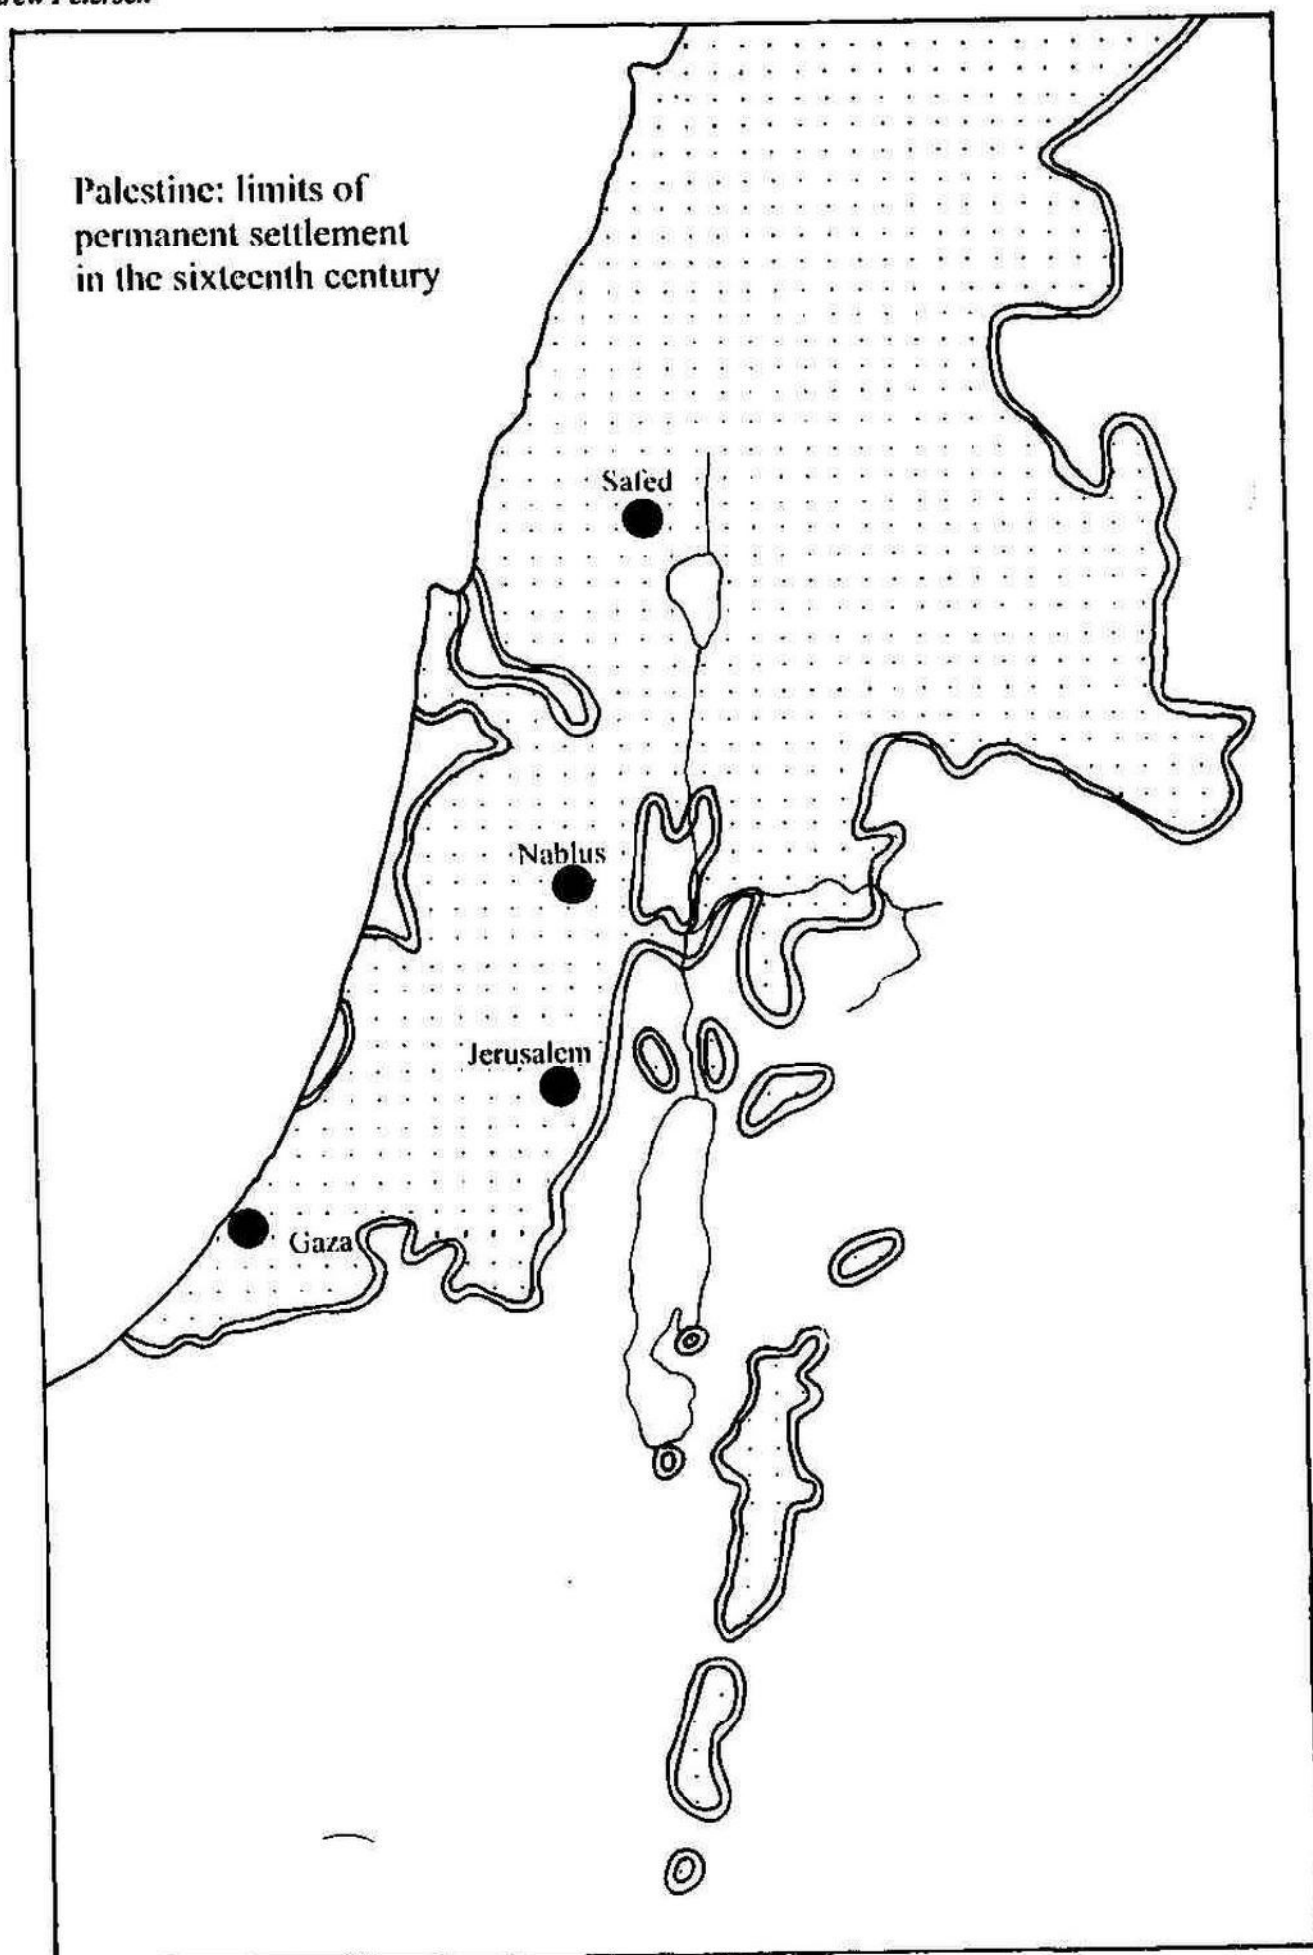 Palestine: limits of
permanent settlement
in the sixteenth century
Safed
Nablus
Jerusalem
Gaza